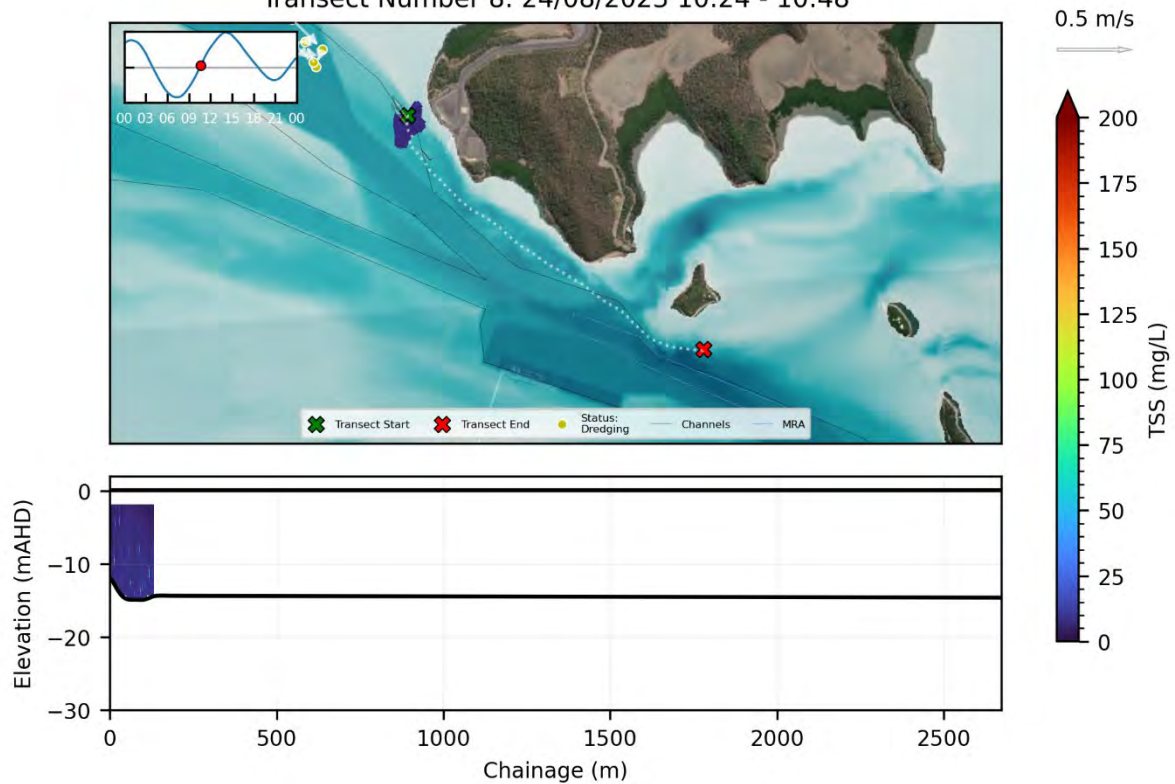 Transect Number 8: 24/08/2023 10:24 - 10:48
0.5 m/s
00 03 06 09 12 15 18 21 00
Transect Start
Transect End
Status:
Dredging
Channels
MRA
200
175
150
125
100
75
50
25
0
TSS (mg/L)
0
−10
−20
−30
Elevation (mAHD)
0 500 1000 1500 2000 2500
Chainage (m)